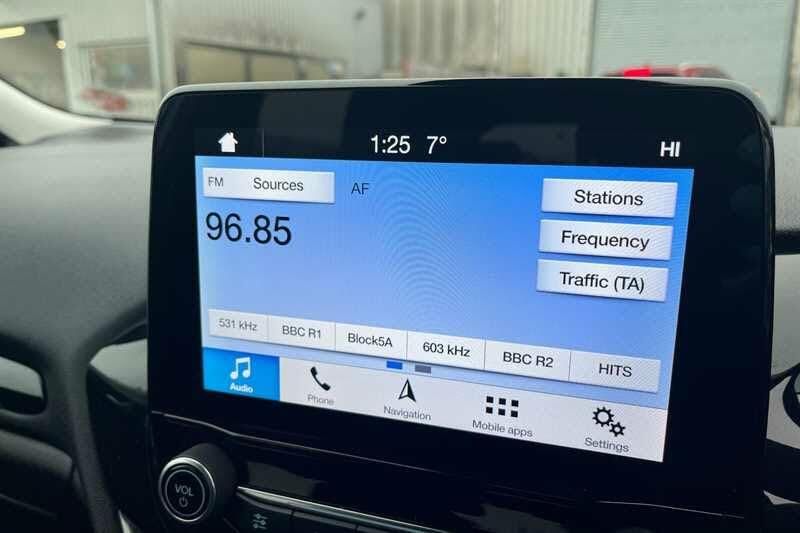 1:25 7° HI
FM Sources AF
96.85
Stations
Frequency
Traffic (TA)
531 kHz BBC R1 Block5A 603 kHz BBC R2 HITS
Audio Phone Navigation Mobile apps Settings
VOL